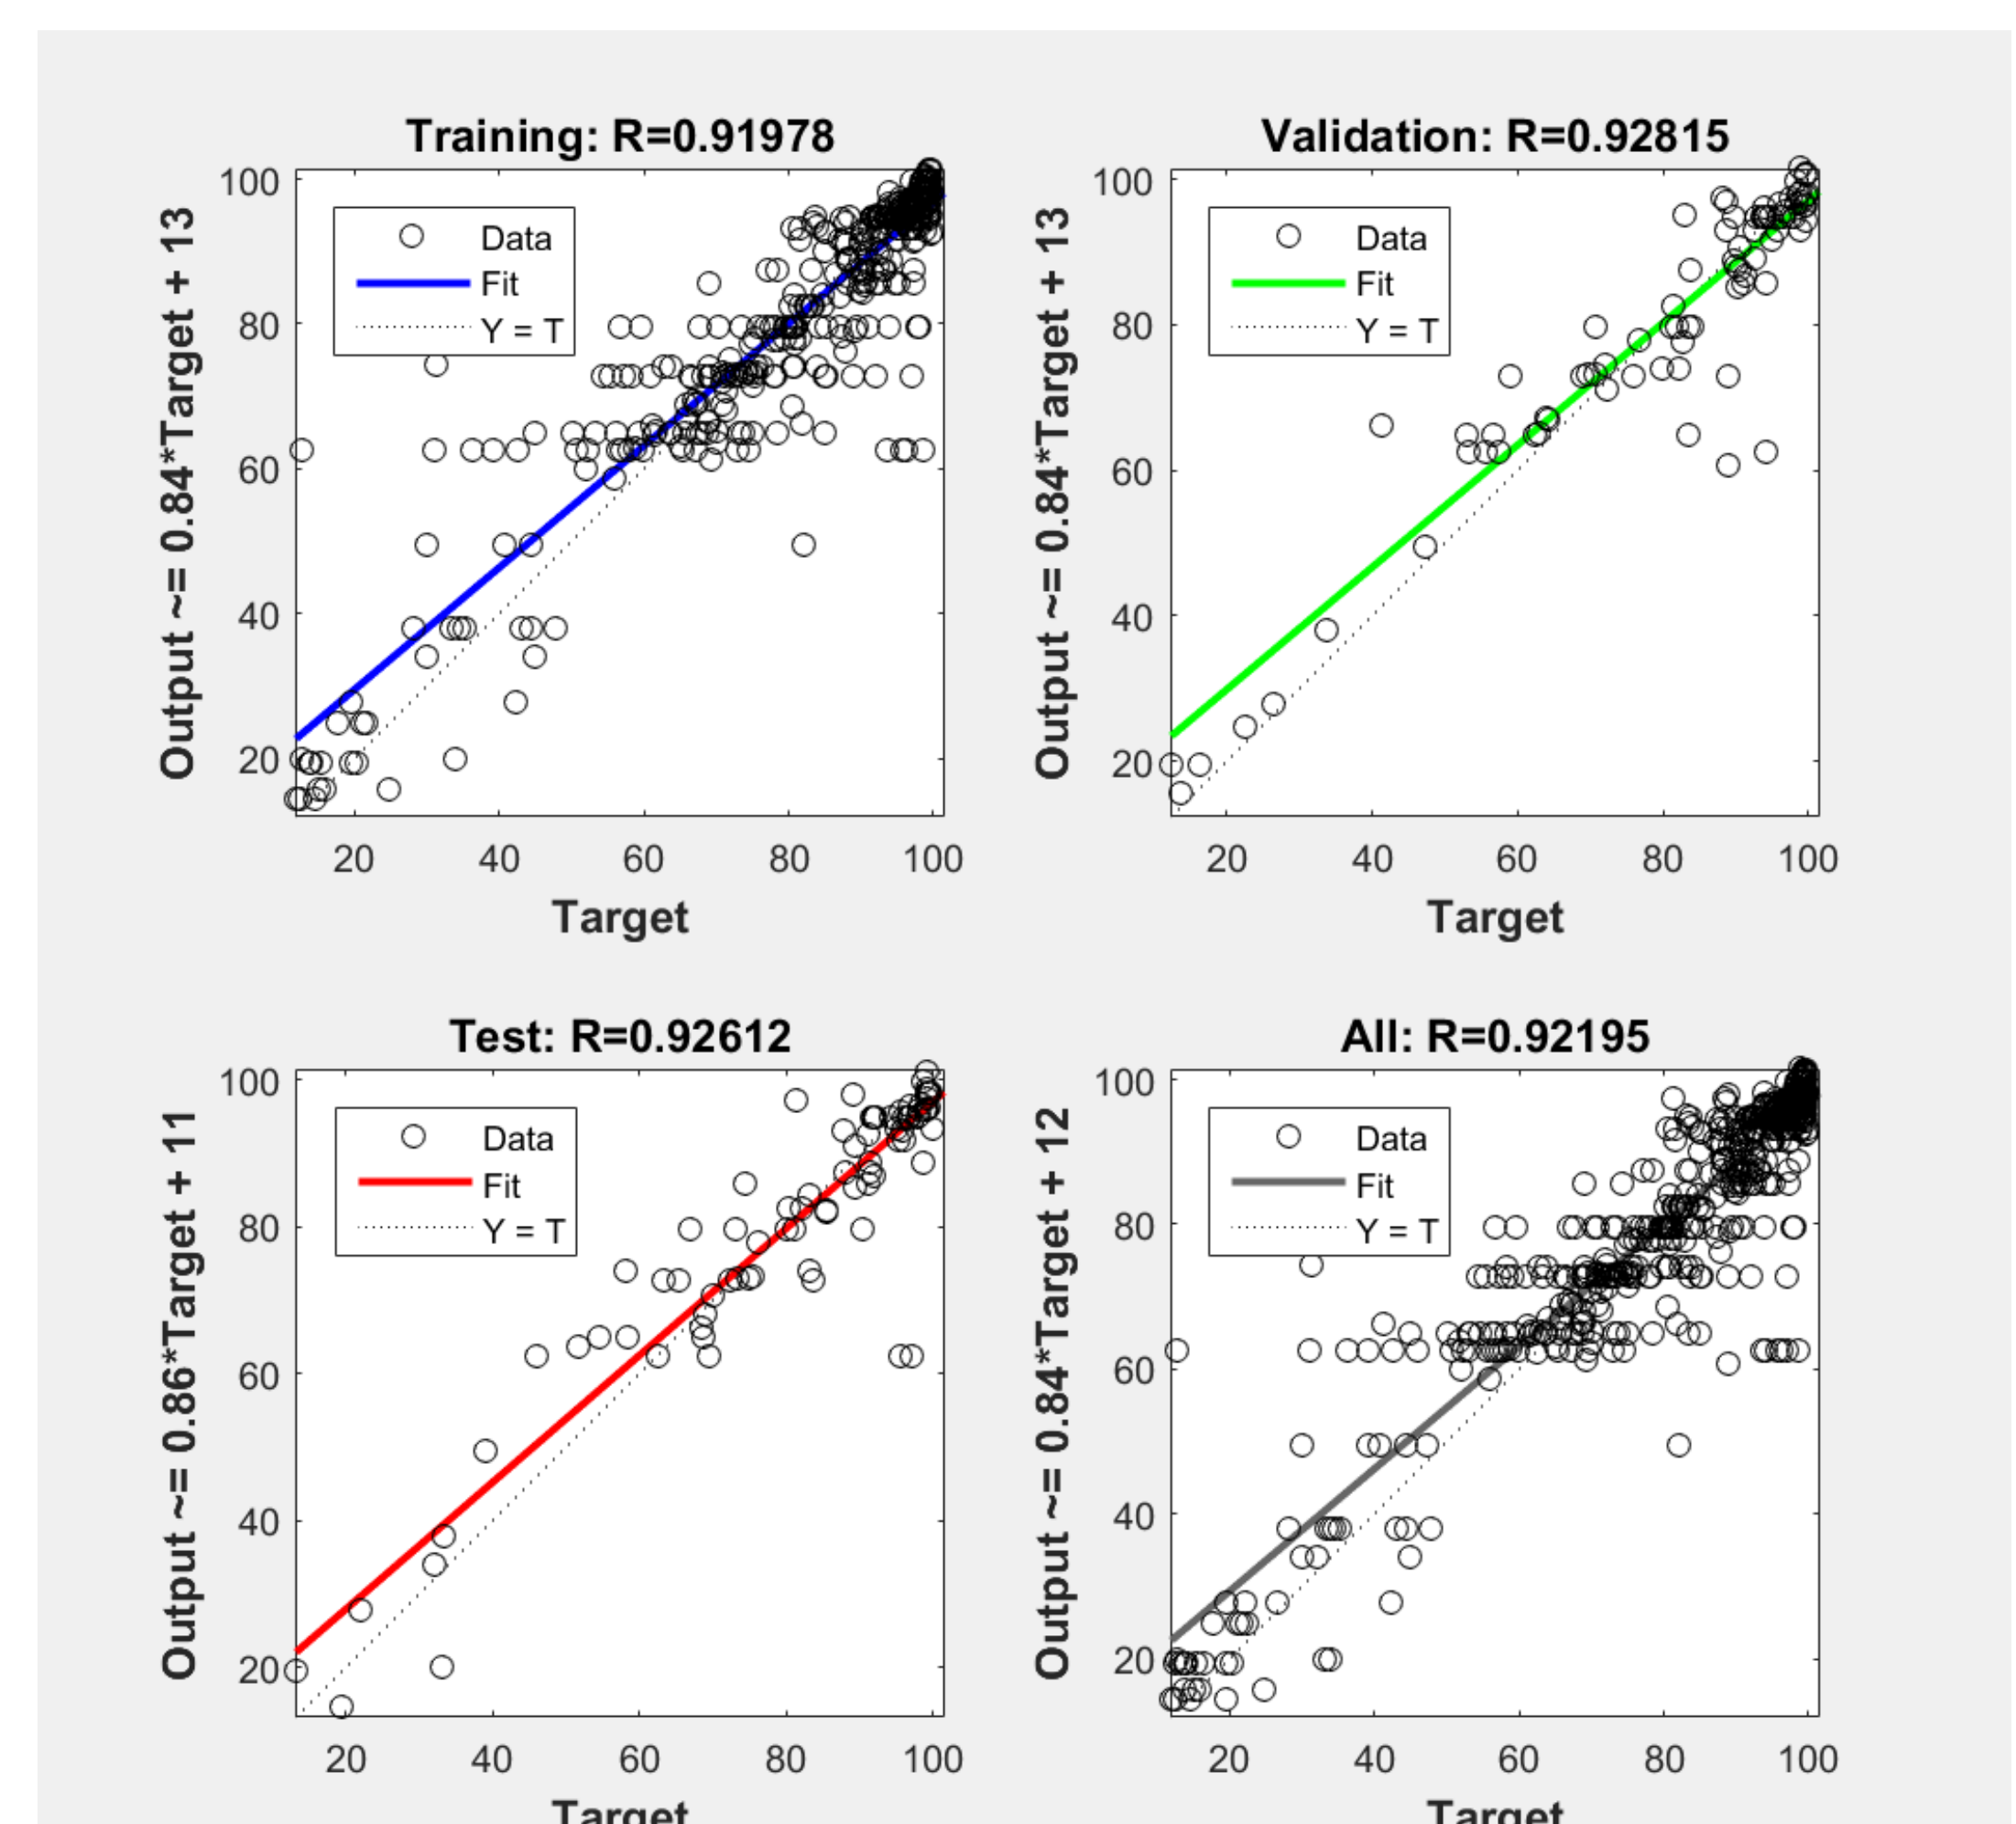 Training: R=0.91978
Output ~= 0.84*Target + 13
100
80
60
40
20
Data
Fit
Y = T
20 40 60 80 100
Target
Validation: R=0.92815
Output ~= 0.84*Target + 13
100
80
60
40
20
Data
Fit
Y = T
20 40 60 80 100
Target
Test: R=0.92612
Output ~= 0.86*Target + 11
100
80
60
40
20
Data
Fit
Y = T
20 40 60 80 100
Target
All: R=0.92195
Output ~= 0.84*Target + 12
100
80
60
40
20
Data
Fit
Y = T
20 40 60 80 100
Target